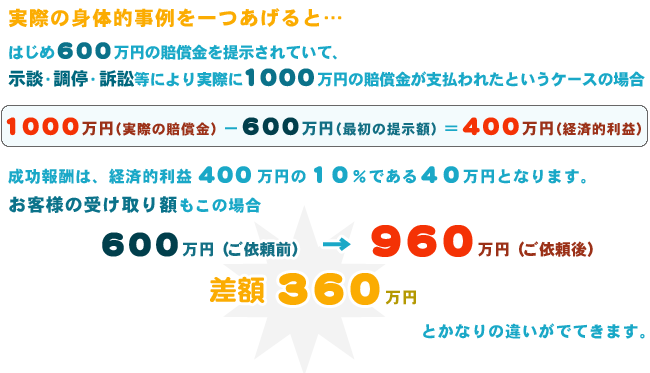 実際の身体的事例を一つあげると…
はじめ600万円の賠償金を提示されていて、
示談・調停・訴訟等により実際に1000万円の賠償金が支払われたというケースの場合
1000万円(実際の賠償金)－600万円(最初の提示額)＝400万円(経済的利益)
成功報酬は、経済的利益400万円の１０％である４０万円となります。
お客様の受け取り額もこの場合
600万円(ご依頼前) → 960万円(ご依頼後)
差額 360万円
とかなりの違いがでてきます。